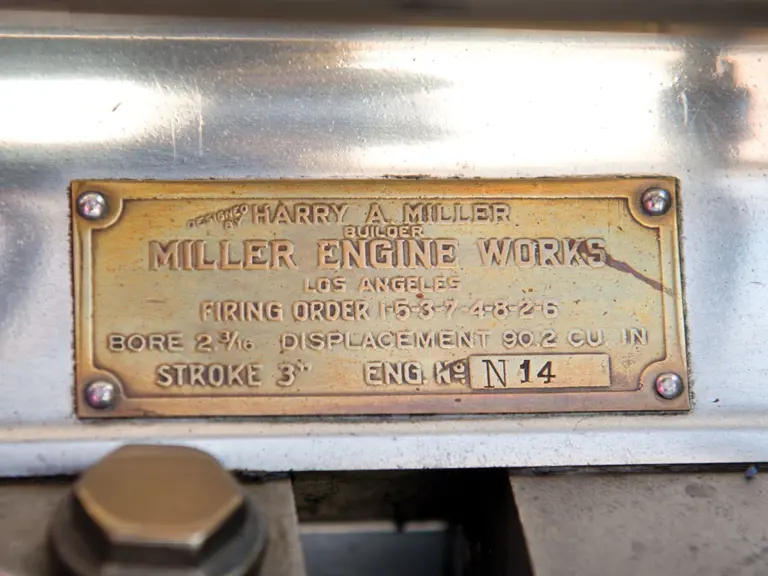 DESIGNED BY HARRY A. MILLER
BUILDER
MILLER ENGINE WORKS
LOS ANGELES
FIRING ORDER 1-5-3-7-4-8-2-6
BORE 2 3/16 DISPLACEMENT 90.2 CU. IN
STROKE 3" ENG. No. N 14